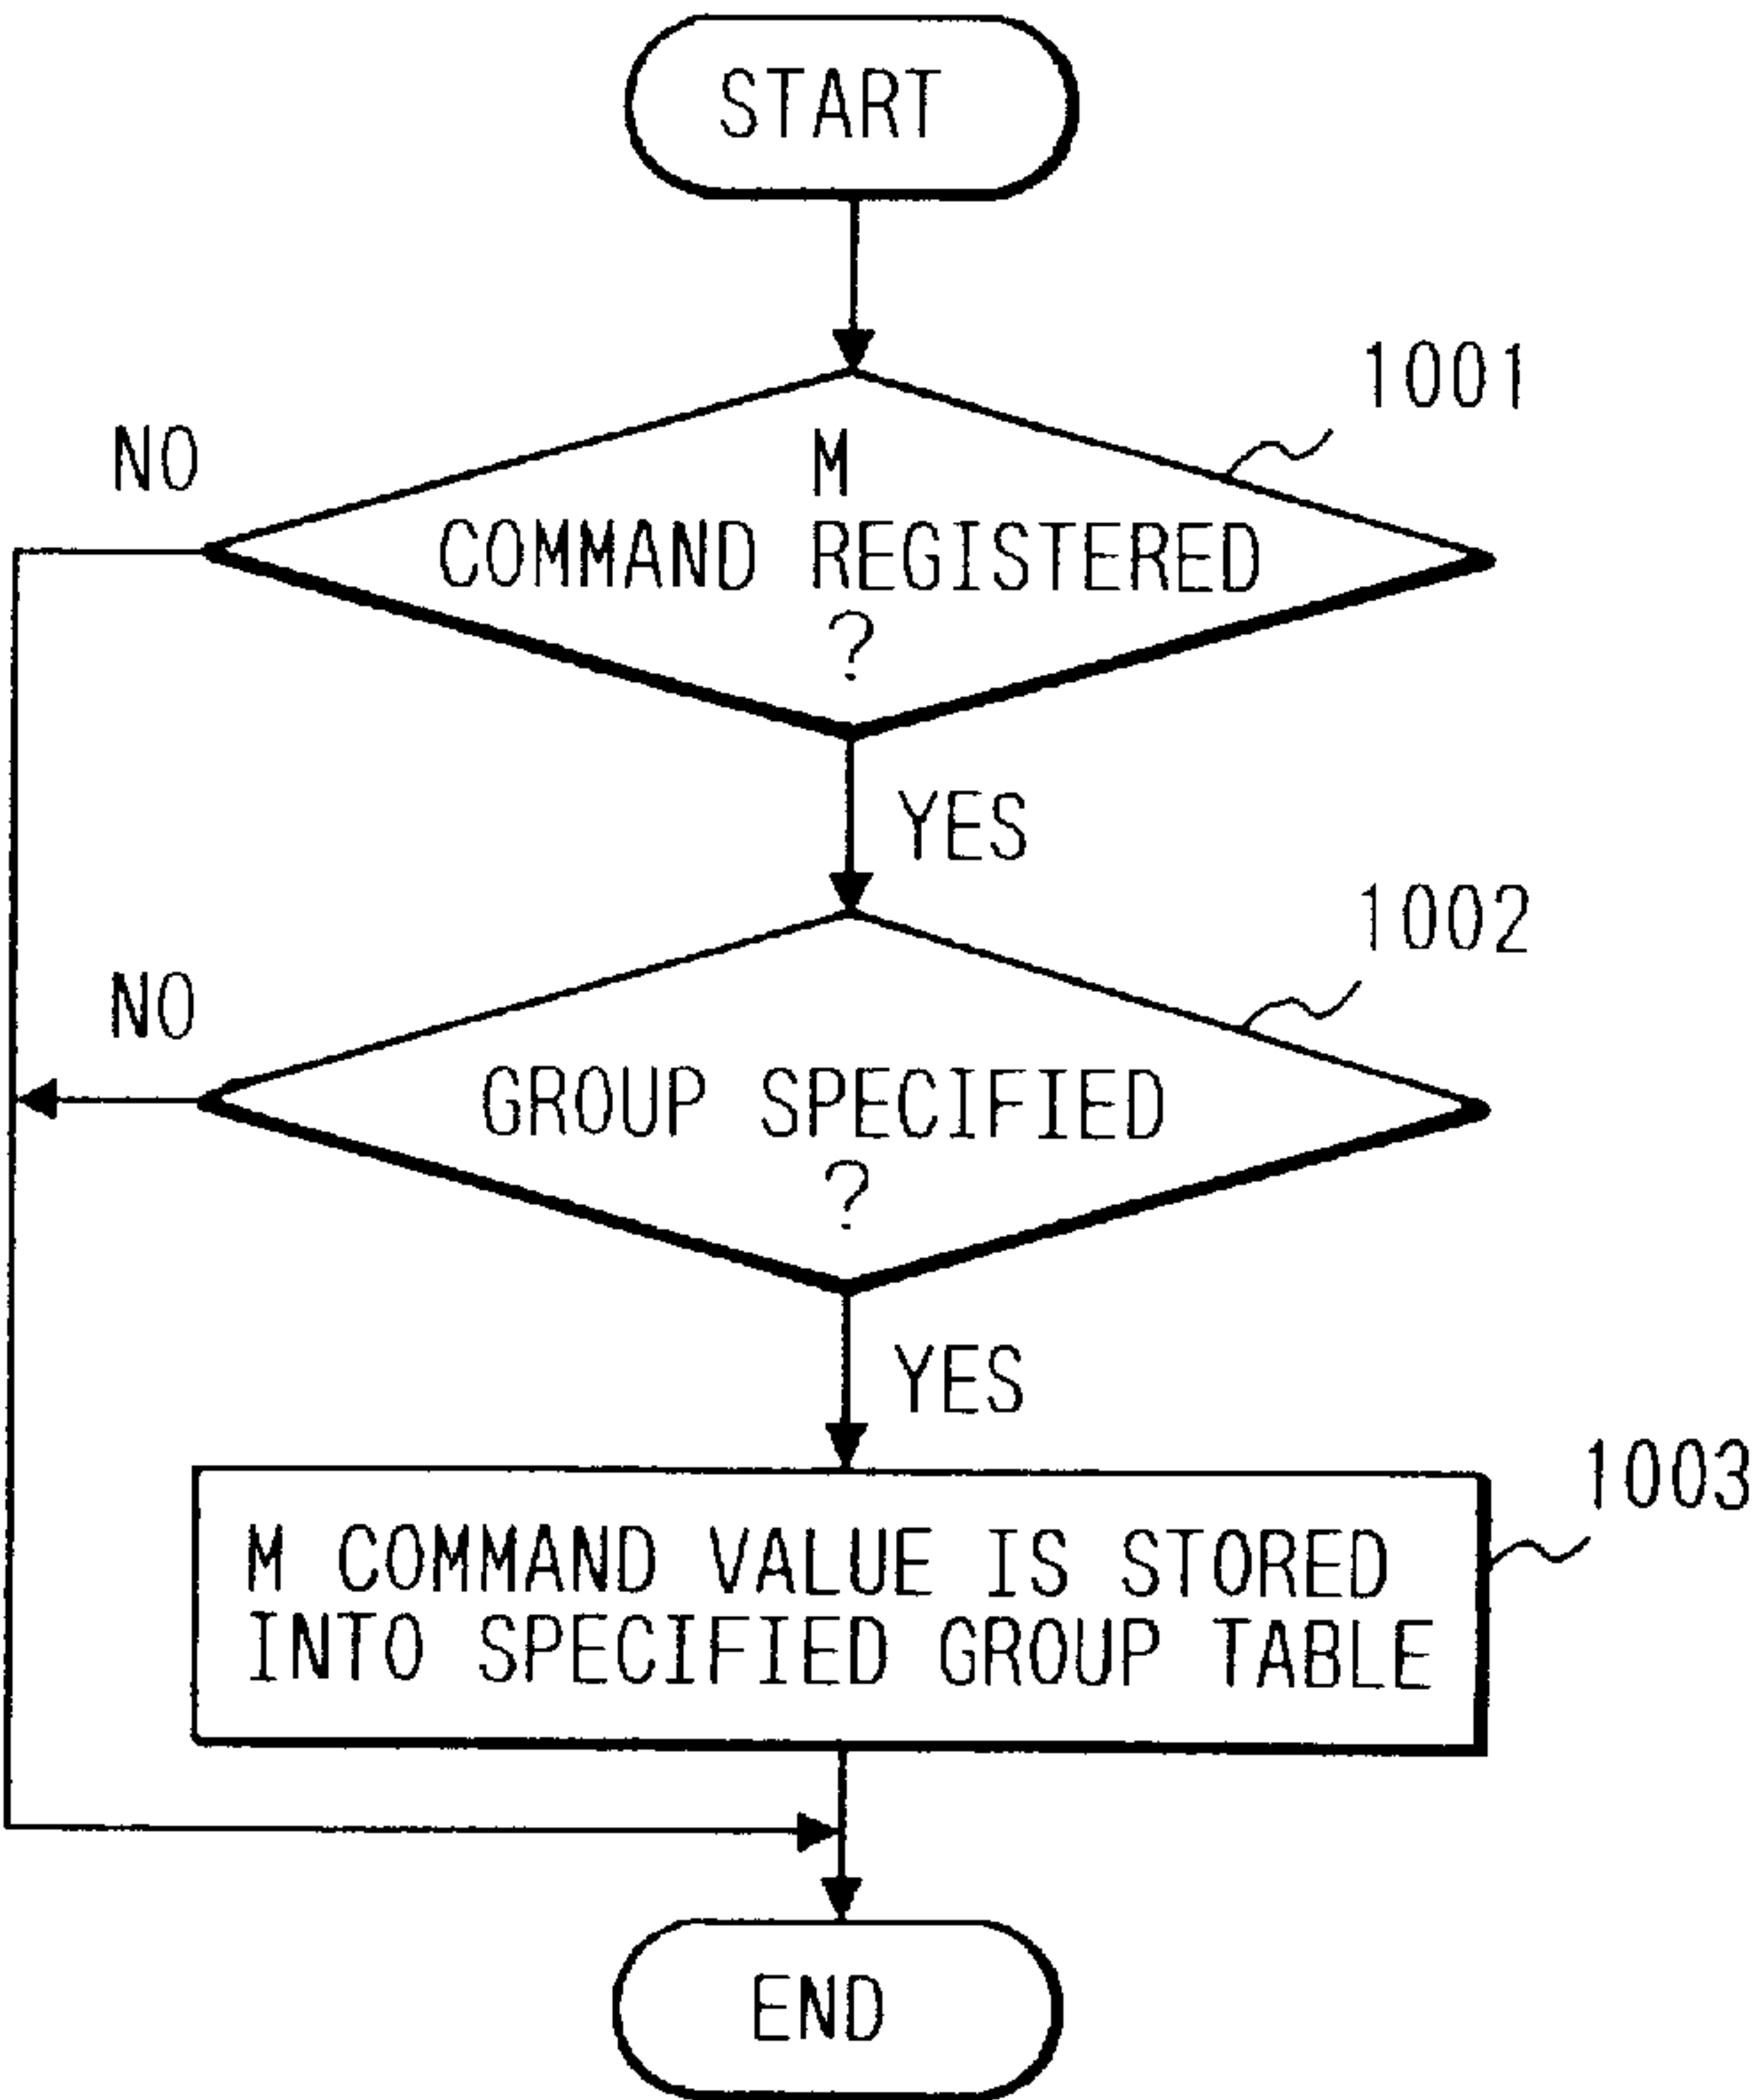 START
1001
NO
M
COMMAND REGISTERED
?
YES
1002
NO
GROUP SPECIFIED
?
YES
1003
M COMMAND VALUE IS STORED
INTO SPECIFIED GROUP TABLE
END